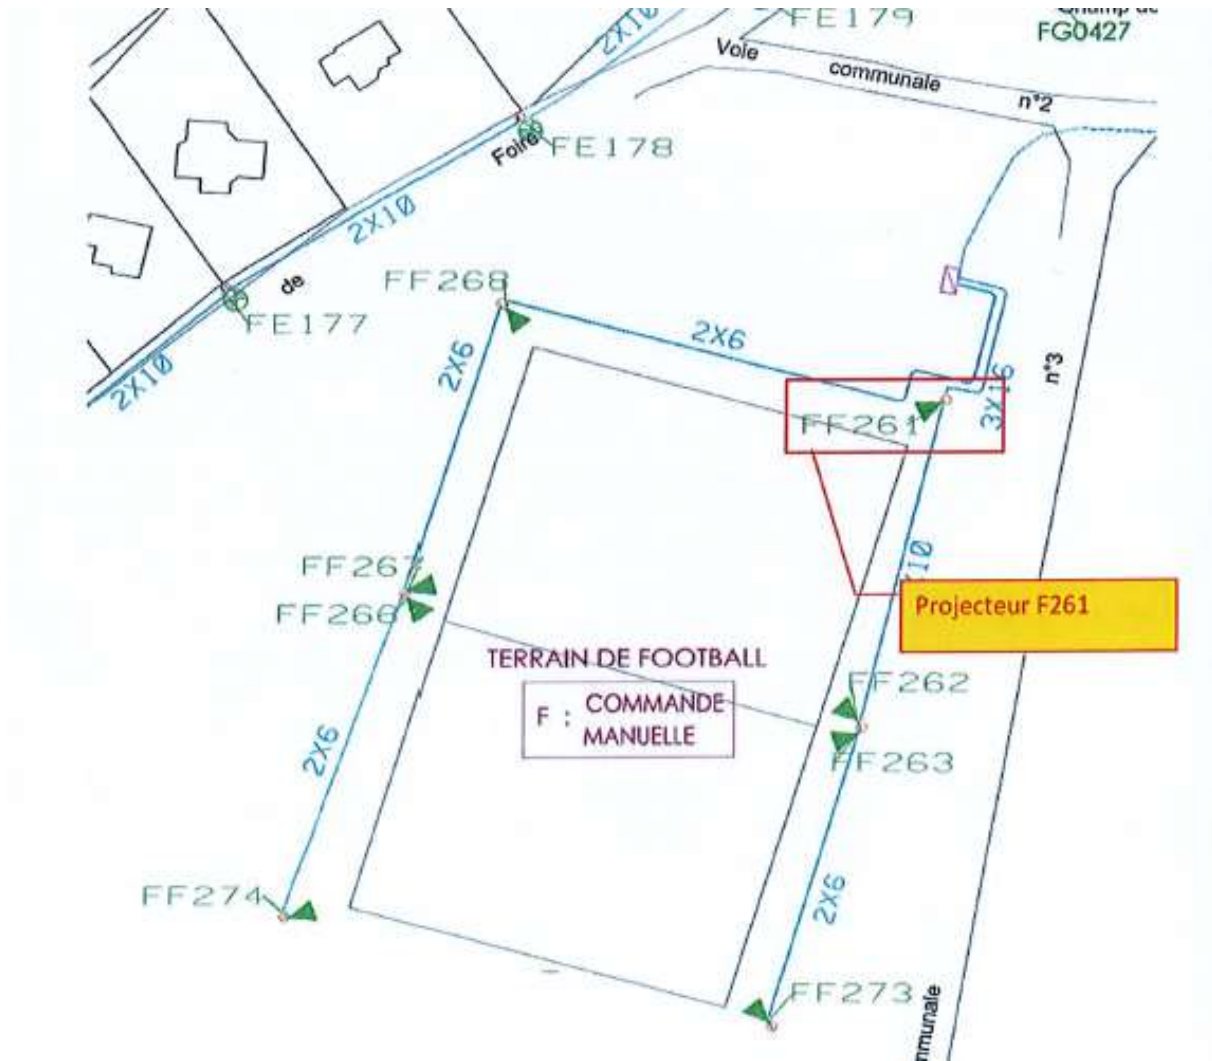 2X10
FE179
FG0427
Voie communale n°2
FE178
Foire
2X10
de
FF268
FE177
2X6
2X6
n°3
2X10
3X16
FF261
FF267
FF266
Projecteur F261
TERRAIN DE FOOTBALL
F : COMMANDE
MANUELLE
FF262
FF263
2X6
2X6
FF274
FF273